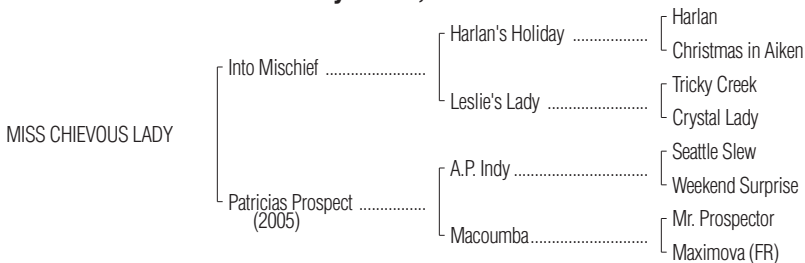 Harlan
Harlan's Holiday .................
Christmas in Aiken
Into Mischief ........................
Tricky Creek
Leslie's Lady .......................
Crystal Lady
MISS CHIEVOUS LADY
Seattle Slew
A.P. Indy ...............................
Weekend Surprise
Patricias Prospect ................
(2005)
Mr. Prospector
Macoumba............................
Maximova (FR)